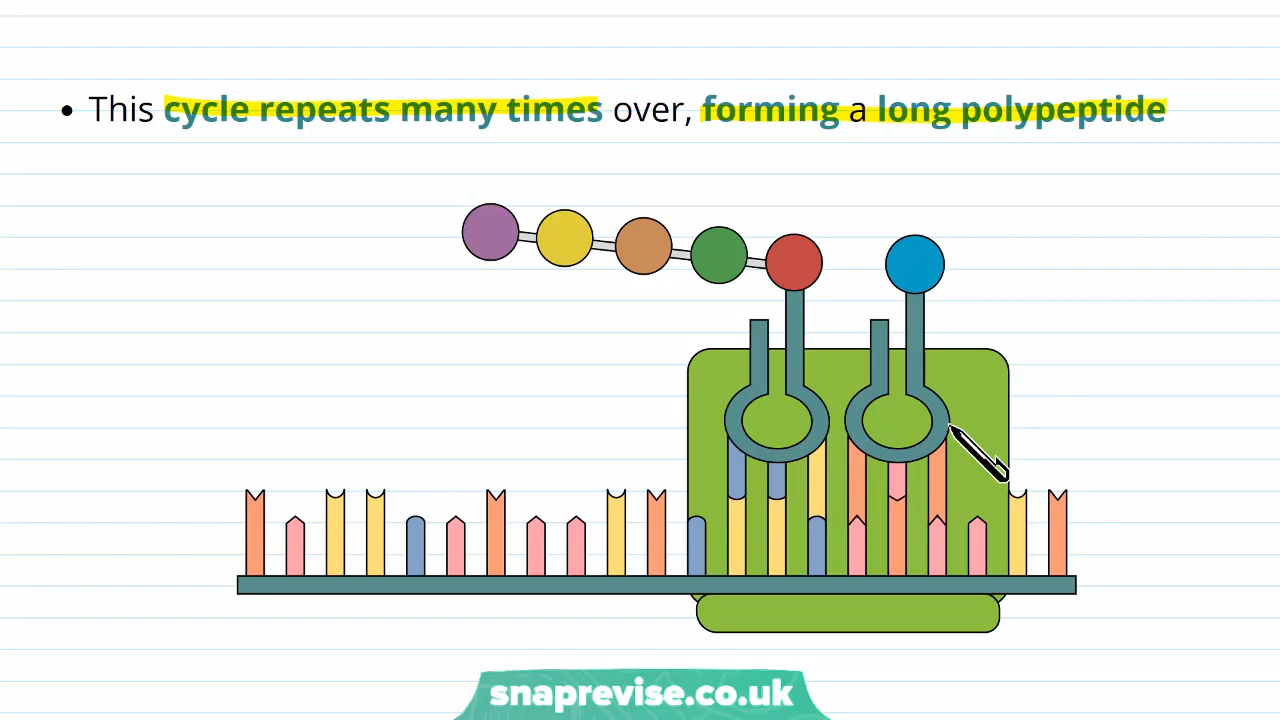 • This cycle repeats many times over, forming a long polypeptide
snaprevise.co.uk